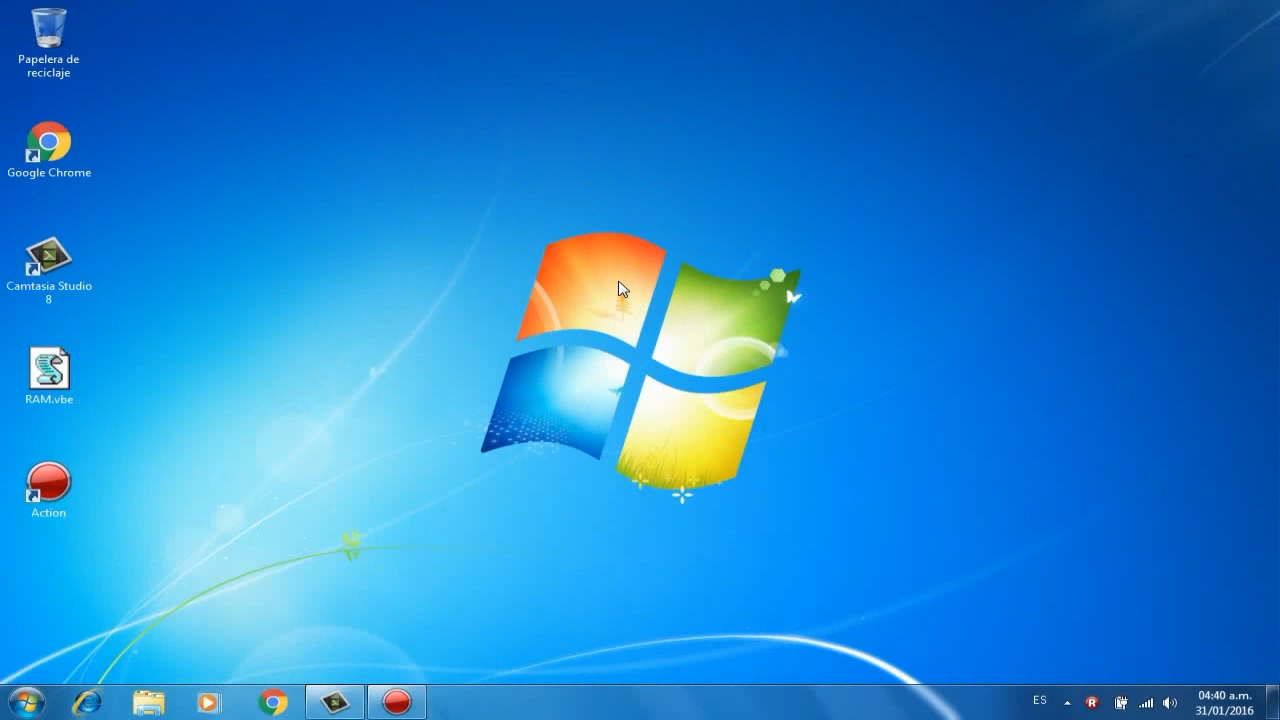 Papelera de
reciclaje
Google Chrome
Camtasia Studio
8
RAM.vbe
Action
ES
R
04:40 a.m.
31/01/2016